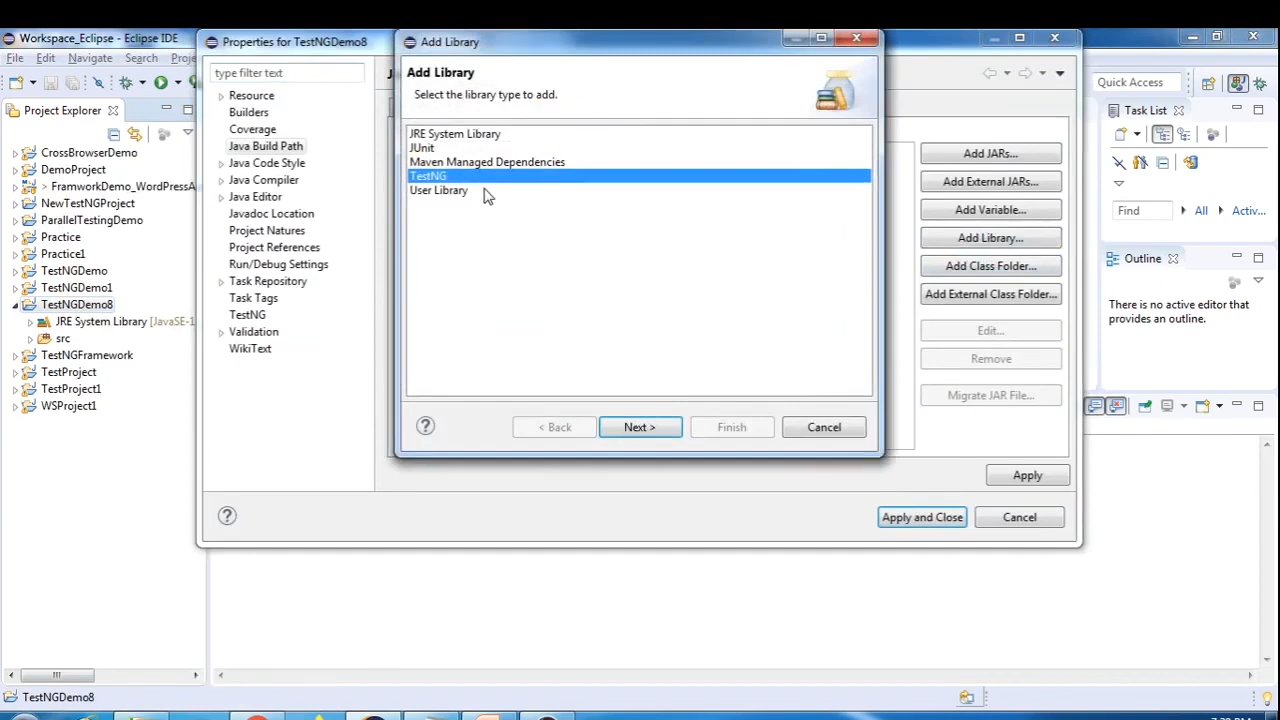 Workspace_Eclipse - Eclipse IDE
File Edit Navigate Search Proje
Quick Access
Project Explorer
CrossBrowserDemo
DemoProject
> FramworkDemo_WordPressA
NewTestNGProject
ParallelTestingDemo
Practice
Practice1
TestNGDemo
TestNGDemo1
TestNGDemo8
JRE System Library [JavaSE-1
src
TestNGFramework
TestProject
TestProject1
WSProject1
Properties for TestNGDemo8
type filter text
Resource
Builders
Coverage
Java Build Path
Java Code Style
Java Compiler
Java Editor
Javadoc Location
Project Natures
Project References
Run/Debug Settings
Task Repository
Task Tags
TestNG
Validation
WikiText
Add Library
Add Library
Select the library type to add.
JRE System Library
JUnit
Maven Managed Dependencies
TestNG
User Library
< Back Next > Finish Cancel
Add JARs...
Add External JARs...
Add Variable...
Add Library...
Add Class Folder...
Add External Class Folder...
Edit...
Remove
Migrate JAR File...
Apply
Apply and Close Cancel
Task List
Find All Activ...
Outline
There is no active editor that
provides an outline.
TestNGDemo8